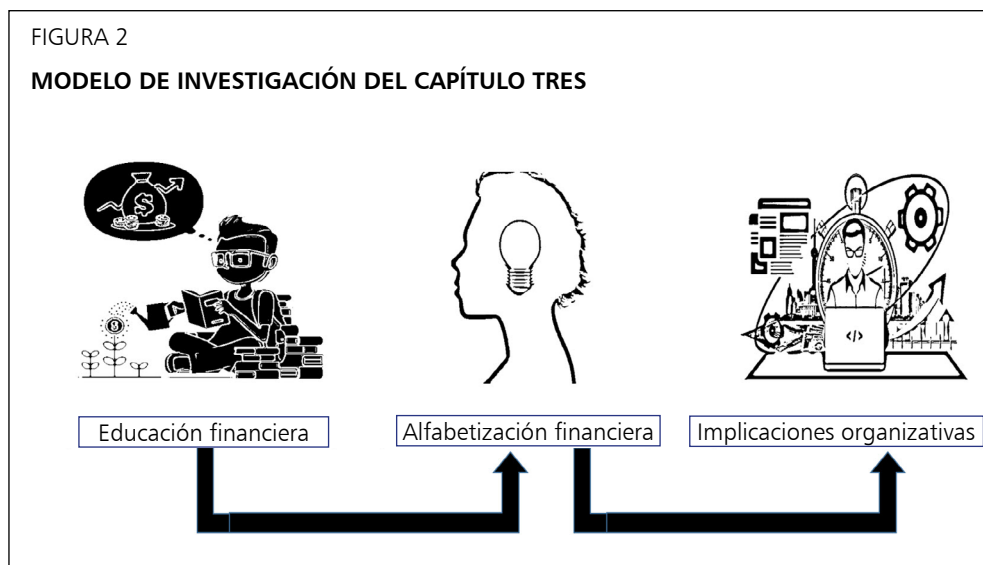 FIGURA 2
MODELO DE INVESTIGACIÓN DEL CAPÍTULO TRES
$
</>
Educación financiera
Alfabetización financiera
Implicaciones organizativas